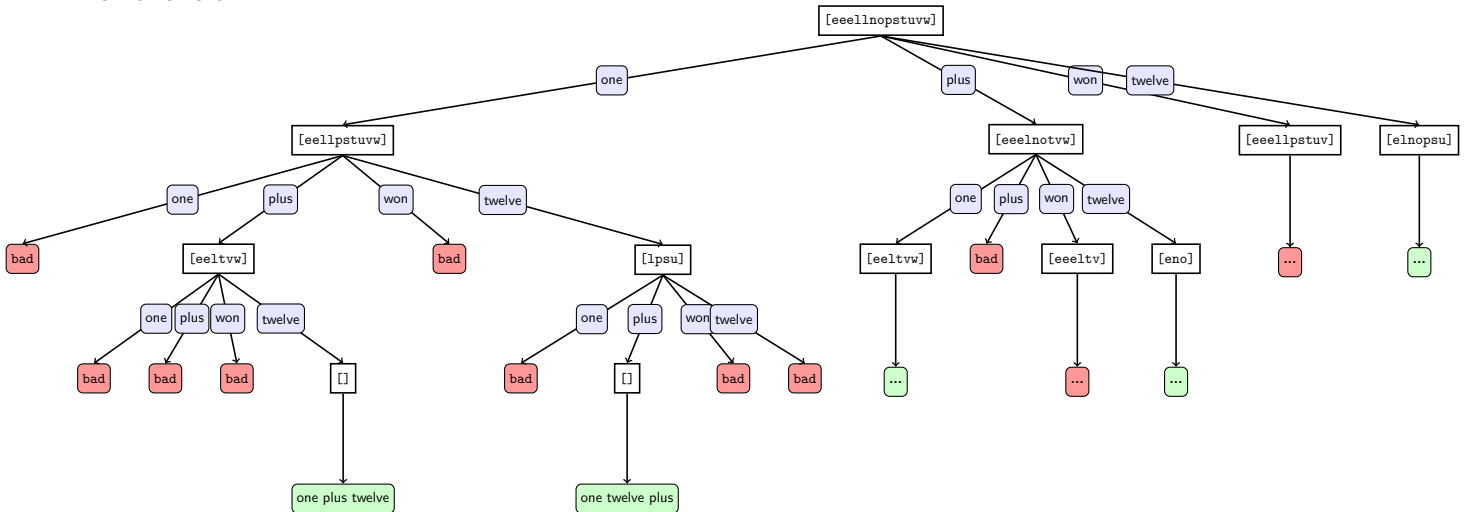 [eeellnopstuvw]
one plus won twelve
[eellpstuvw] [eeelnotvw] [eeellpstuv] [elnopsu]
one plus won twelve one plus won twelve
bad [eeltvw] bad [lpsu] [eeltvw] bad [eeeltv] [eno] ... ...
one plus won twelve one plus won twelve
bad bad bad [] bad [] bad bad ... ... ...
one plus twelve one twelve plus